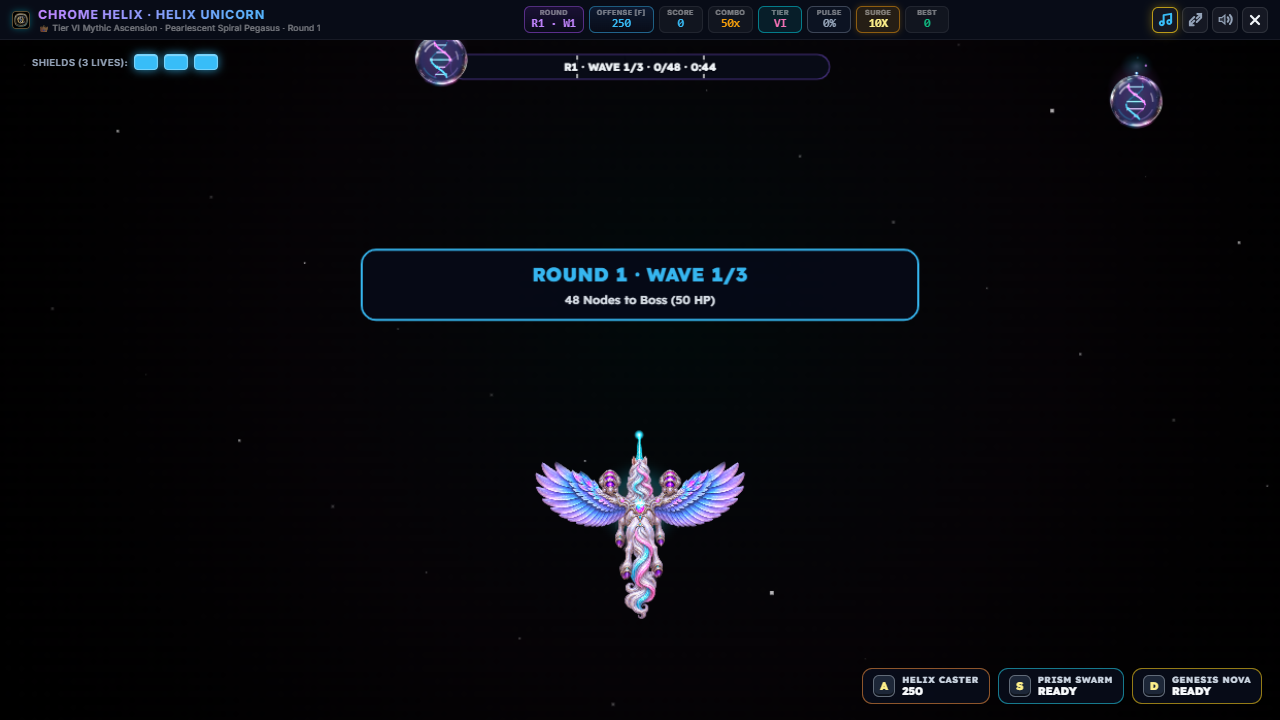 CHROME HELIX · HELIX UNICORN
Tier VI Mythic Ascension · Pearlescent Spiral Pegasus · Round 1
ROUND
R1 · W1
OFFENSE [F]
250
SCORE
0
COMBO
50x
TIER
VI
PULSE
0%
SURGE
10X
BEST
0
SHIELDS (3 LIVES):
R1 · WAVE 1/3 · 0/48 · 0:44
ROUND 1 · WAVE 1/3
48 Nodes to Boss (50 HP)
A
HELIX CASTER
250
S
PRISM SWARM
READY
D
GENESIS NOVA
READY